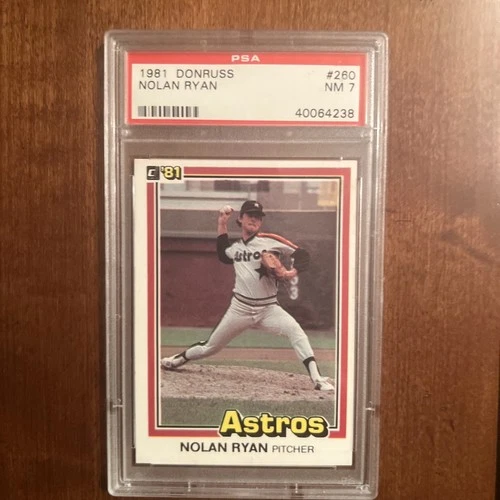 PSA
1981 DONRUSS #260
NOLAN RYAN NM 7
40064238
'81
Astros
Astros
NOLAN RYAN PITCHER